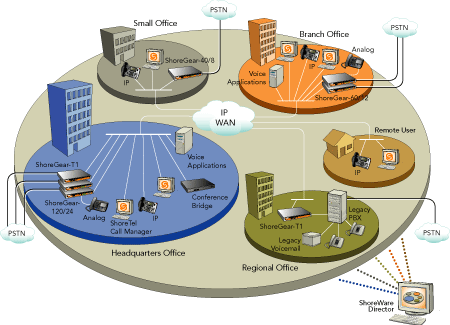 Small Office
PSTN
ShoreGear-40/8
IP
Branch Office
PSTN
IP
Analog
Voice
Applications
ShoreGear-60/12
IP
WAN
Remote User
IP
ShoreGear-T1
Voice
Applications
ShoreGear-
120/24
Analog
ShoreTel
Call Manager
IP
Conference
Bridge
PSTN
Headquarters Office
ShoreGear-T1
Legacy
PBX
Legacy
Voicemail
PSTN
Regional Office
ShoreWare
Director